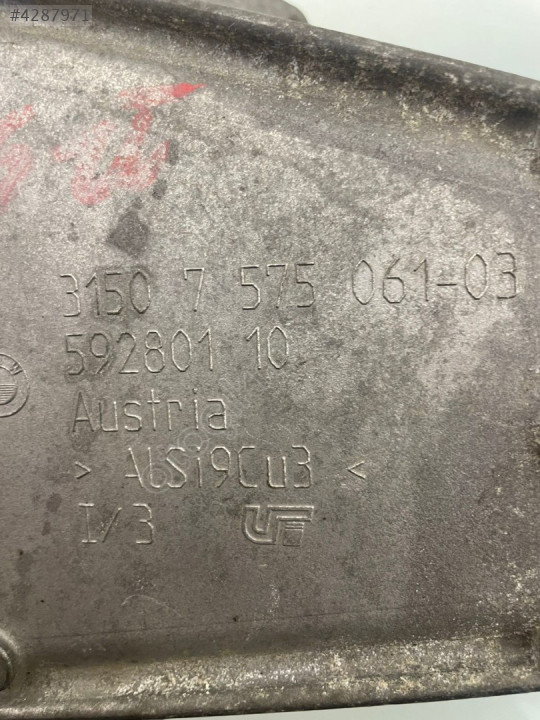 #4287971
3150 7 575 061-03
592801 10
Austria
> AlSi9Cu3 <
I/3